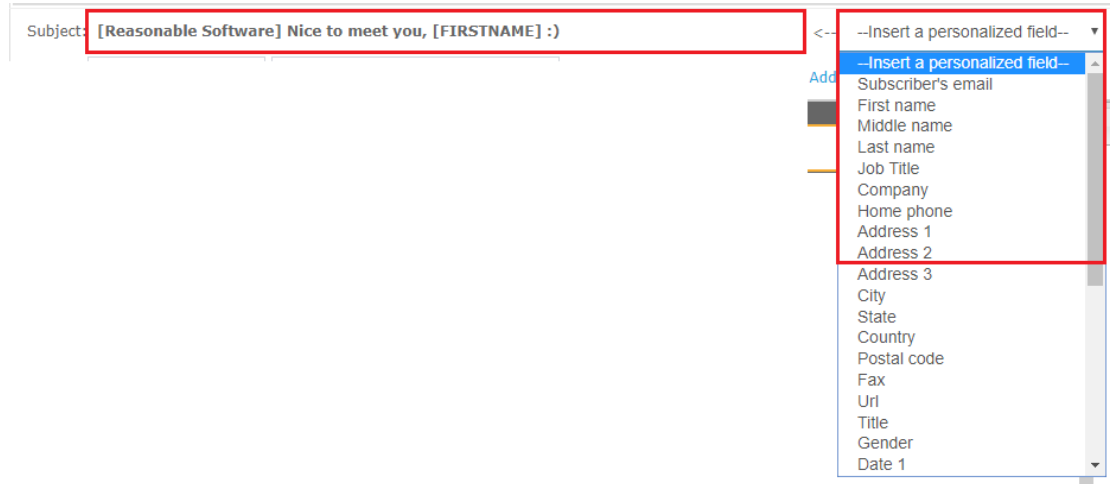 Subject: [Reasonable Software] Nice to meet you, [FIRSTNAME] :) <-- --Insert a personalized field--
--Insert a personalized field--
Add
Subscriber's email
First name
Middle name
Last name
Job Title
Company
Home phone
Address 1
Address 2
Address 3
City
State
Country
Postal code
Fax
Url
Title
Gender
Date 1